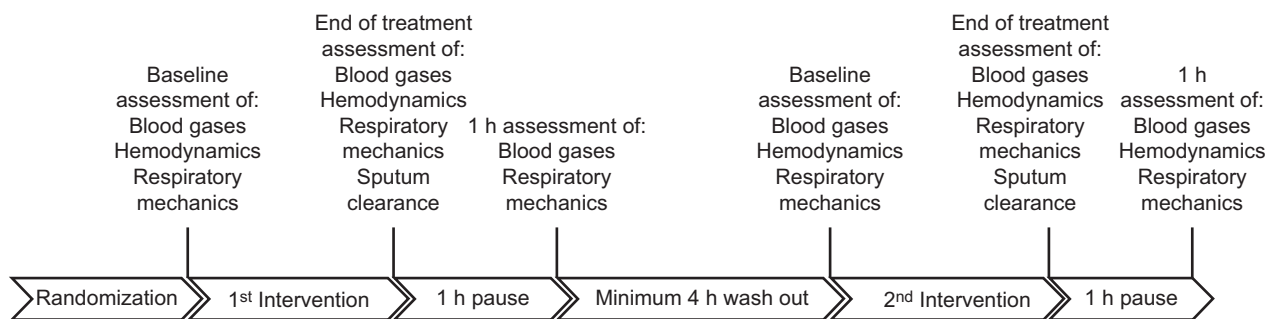 Baseline
assessment of:
Blood gases
Hemodynamics
Respiratory
mechanics
End of treatment
assessment of:
Blood gases
Hemodynamics
Respiratory
mechanics
Sputum
clearance
1 h assessment of:
Blood gases
Respiratory
mechanics
Baseline
assessment of:
Blood gases
Hemodynamics
Respiratory
mechanics
End of treatment
assessment of:
Blood gases
Hemodynamics
Respiratory
mechanics
Sputum
clearance
1 h
assessment of:
Blood gases
Hemodynamics
Respiratory
mechanics
Randomization
1st Intervention
1 h pause
Minimum 4 h wash out
2nd Intervention
1 h pause